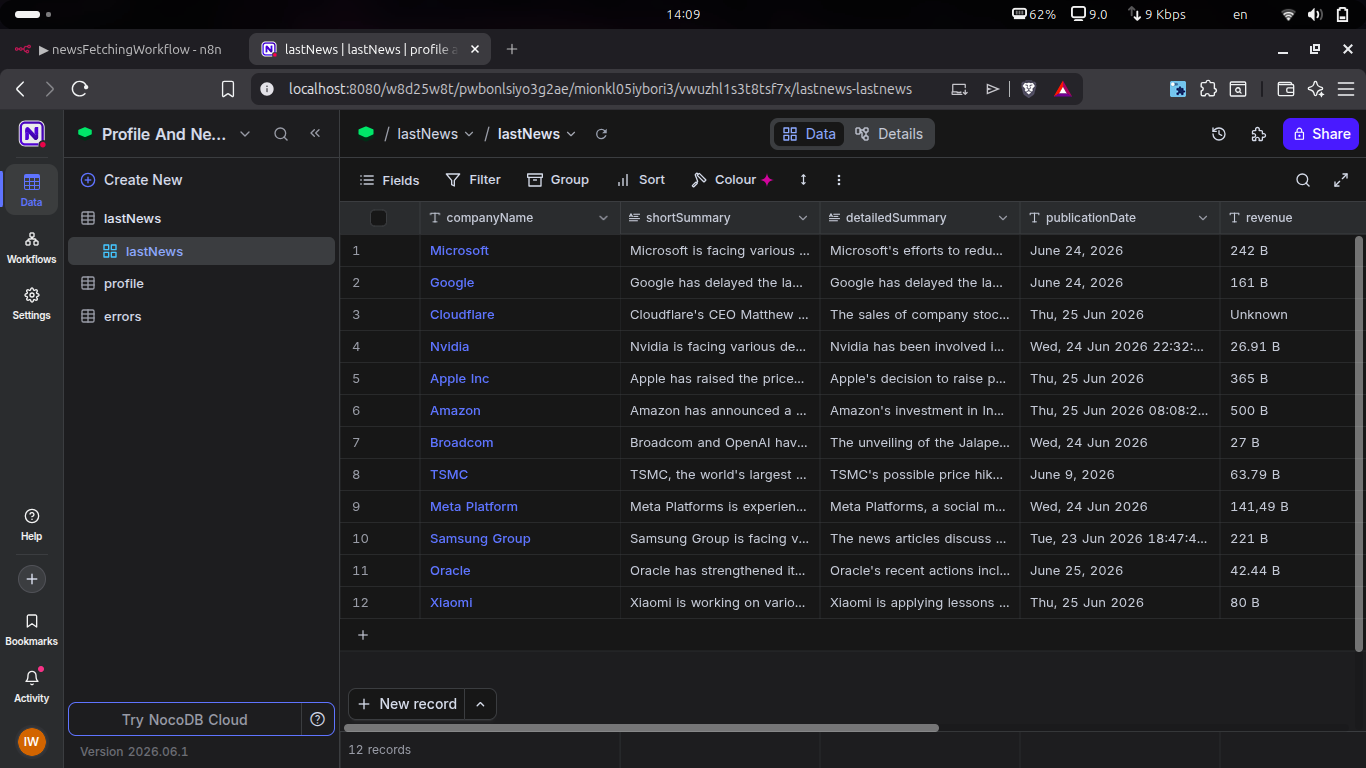 14:09
62%
9.0
9 Kbps
en
▶ newsFetchingWorkflow - n8n
lastNews | lastNews | profile a
localhost:8080/w8d25w8t/pwbonlsiyo3g2ae/mionkl05iybori3/vwuzhl1s3t8tsf7x/lastnews-lastnews
N
Profile And Ne...
/ lastNews / lastNews
Data
Details
Share
Data
Workflows
Settings
Help
Bookmarks
Activity
IW
Create New
lastNews
lastNews
profile
errors
Try NocoDB Cloud
Version 2026.06.1
Fields Filter Group Sort Colour
companyName shortSummary detailedSummary publicationDate revenue
1 Microsoft Microsoft is facing various ... Microsoft's efforts to redu... June 24, 2026 242 B
2 Google Google has delayed the la... Google has delayed the la... June 24, 2026 161 B
3 Cloudflare Cloudflare's CEO Matthew ... The sales of company stoc... Thu, 25 Jun 2026 Unknown
4 Nvidia Nvidia is facing various de... Nvidia has been involved i... Wed, 24 Jun 2026 22:32:... 26.91 B
5 Apple Inc Apple has raised the price... Apple's decision to raise p... Thu, 25 Jun 2026 365 B
6 Amazon Amazon has announced a ... Amazon's investment in In... Thu, 25 Jun 2026 08:08:2... 500 B
7 Broadcom Broadcom and OpenAI hav... The unveiling of the Jalape... Wed, 24 Jun 2026 27 B
8 TSMC TSMC, the world's largest ... TSMC's possible price hik... June 9, 2026 63.79 B
9 Meta Platform Meta Platforms is experien... Meta Platforms, a social m... Wed, 24 Jun 2026 141,49 B
10 Samsung Group Samsung Group is facing v... The news articles discuss ... Tue, 23 Jun 2026 18:47:4... 221 B
11 Oracle Oracle has strengthened it... Oracle's recent actions incl... June 25, 2026 42.44 B
12 Xiaomi Xiaomi is working on vario... Xiaomi is applying lessons ... Thu, 25 Jun 2026 80 B
New record
12 records